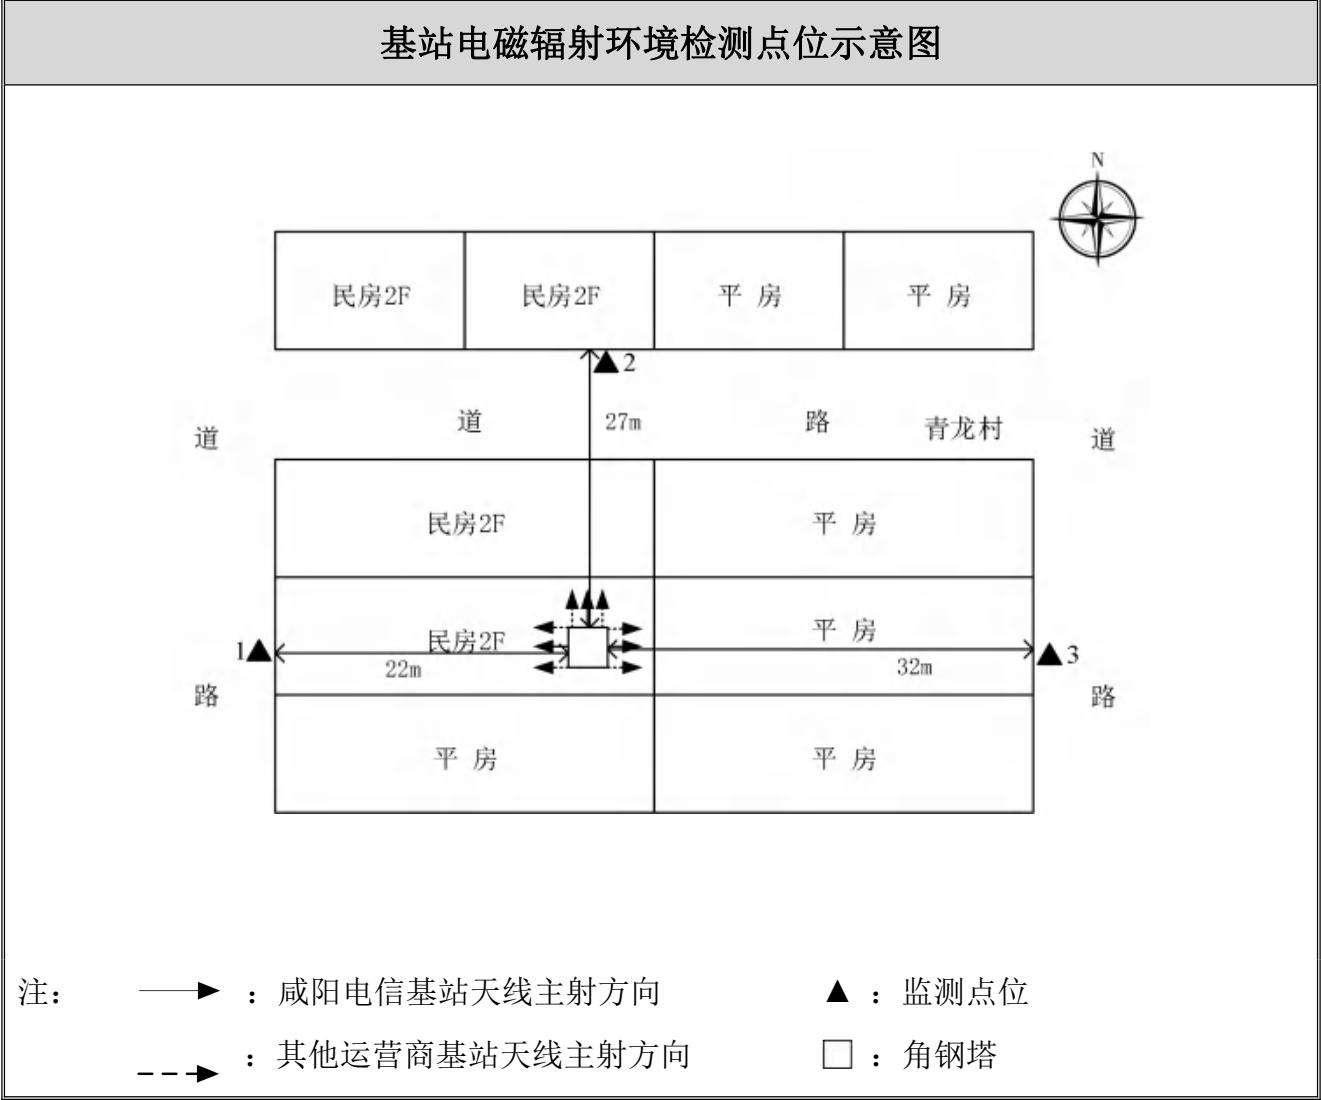 基站电磁辐射环境检测点位示意图
N
民房2F 民房2F 平 房 平 房
2
道 道 路 27m 青龙村 道
民房2F 平 房
民房2F 平 房
1 22m 32m 3
路 路
平 房 平 房
注： ：咸阳电信基站天线主射方向 ：监测点位
：其他运营商基站天线主射方向 ：角钢塔